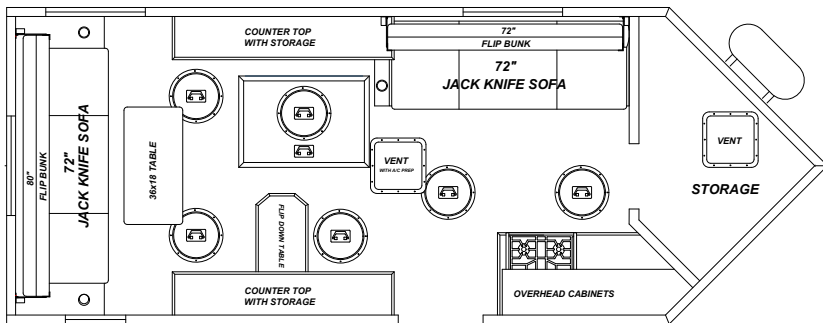 COUNTER TOP
WITH STORAGE
72"
FLIP BUNK
72"
JACK KNIFE SOFA
80"
FLIP BUNK
72"
JACK KNIFE SOFA
36x18 TABLE
VENT
WITH A/C PREP
VENT
STORAGE
FLIP DOWN TABLE
COUNTER TOP
WITH STORAGE
OVERHEAD CABINETS